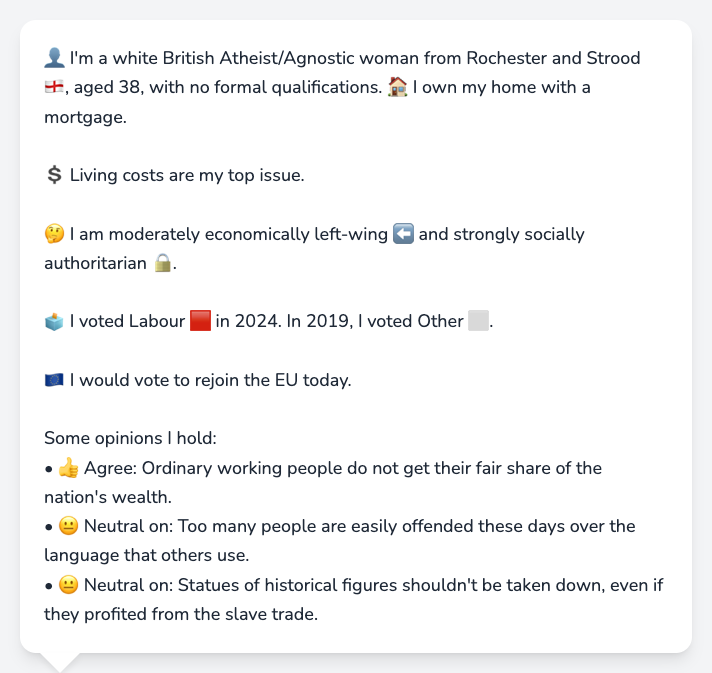 👤 I'm a white British Atheist/Agnostic woman from Rochester and Strood
🏴󠁧󠁢󠁥󠁮󠁧󠁿, aged 38, with no formal qualifications. 🏠 I own my home with a
mortgage.
💲 Living costs are my top issue.
🤔 I am moderately economically left-wing ⬅️ and strongly socially
authoritarian 🔒.
🗳️ I voted Labour 🟥 in 2024. In 2019, I voted Other ⬜.
🇪🇺 I would vote to rejoin the EU today.
Some opinions I hold:
• 👍 Agree: Ordinary working people do not get their fair share of the
nation's wealth.
• 😐 Neutral on: Too many people are easily offended these days over the
language that others use.
• 😐 Neutral on: Statues of historical figures shouldn't be taken down, even if
they profited from the slave trade.